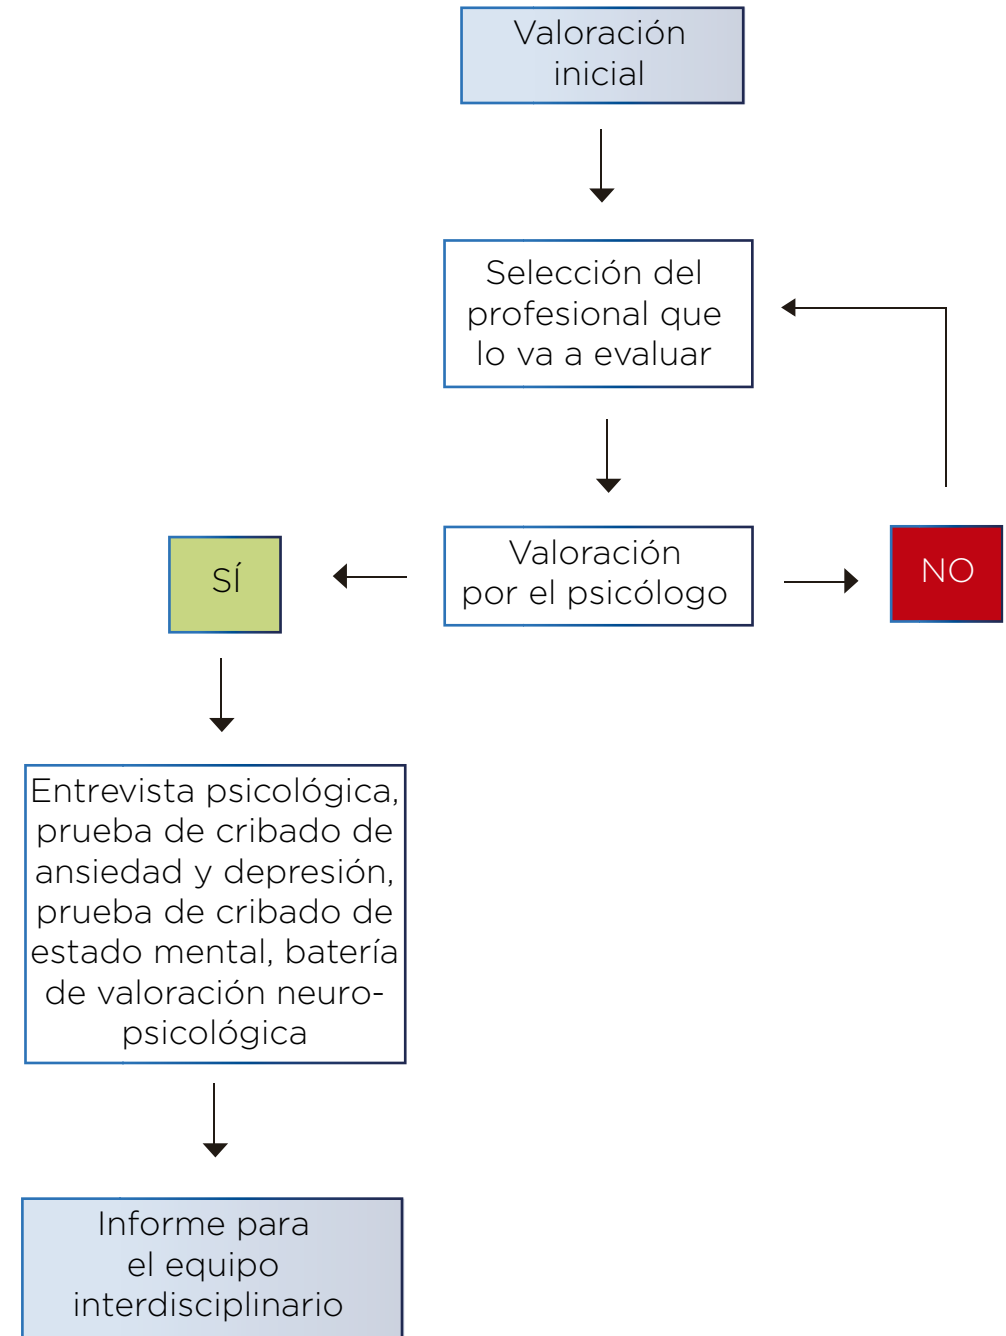 Valoración
inicial
Selección del
profesional que
lo va a evaluar
SÍ
Valoración
por el psicólogo
NO
Entrevista psicológica,
prueba de cribado de
ansiedad y depresión,
prueba de cribado de
estado mental, batería
de valoración neuro-
psicológica
Informe para
el equipo
interdisciplinario